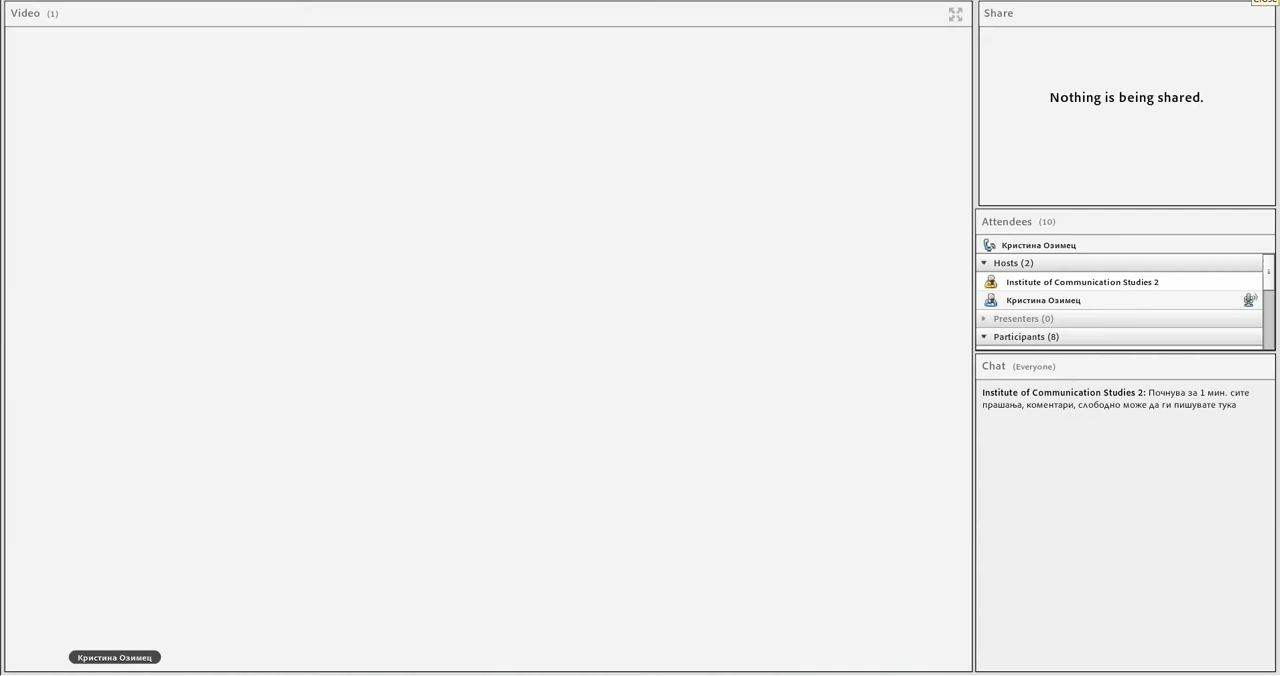 Video (1)
Share
Nothing is being shared.
Attendees (10)
Кристина Озимец
Hosts (2)
Institute of Communication Studies 2
Кристина Озимец
Presenters (0)
Participants (8)
Chat (Everyone)
Institute of Communication Studies 2: Почнува за 1 мин. сите
прашања, коментари, слободно може да ги пишувате тука
Кристина Озимец